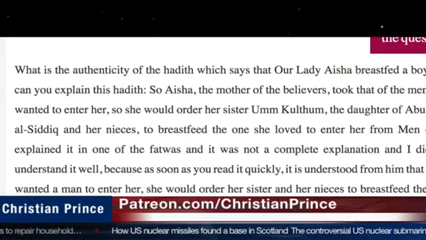 the ques
What is the authenticity of the hadith which says that Our Lady Aisha breastfed a boy
can you explain this hadith: So Aisha, the mother of the believers, took that of the men
wanted to enter her, so she would order her sister Umm Kulthum, the daughter of Abu
al-Siddiq and her nieces, to breastfeed the one she loved to enter her from Men
explained it in one of the fatwas and it was not a complete explanation and I di
understand it well, because as soon as you read it quickly, it is understood from him that
wanted a man to enter her, she would order her sister and her nieces to breastfeed the
Christian Prince
Patreon.com/ChristianPrince
s to repair household... • How US nuclear missiles found a base in Scotland: The controversial US nuclear submarin